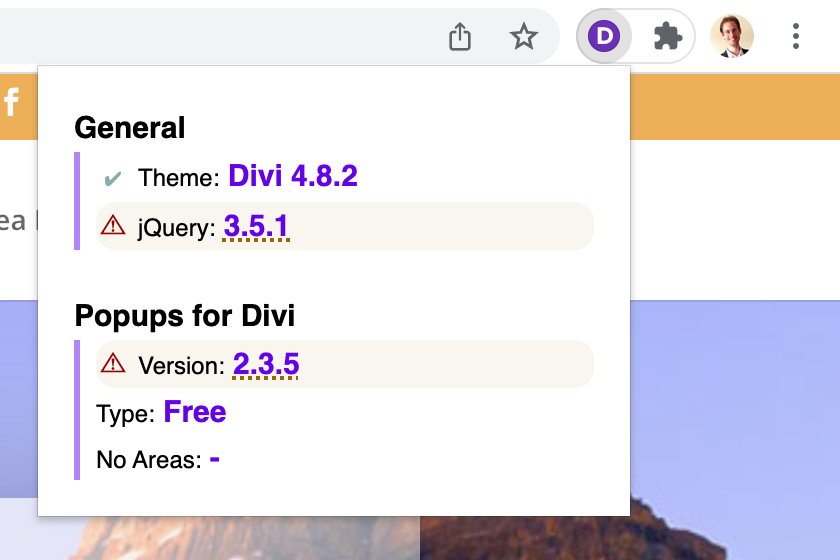 D
f
General
✔ Theme: Divi 4.8.2
⚠ jQuery: 3.5.1
ea
Popups for Divi
⚠ Version: 2.3.5
Type: Free
No Areas: -